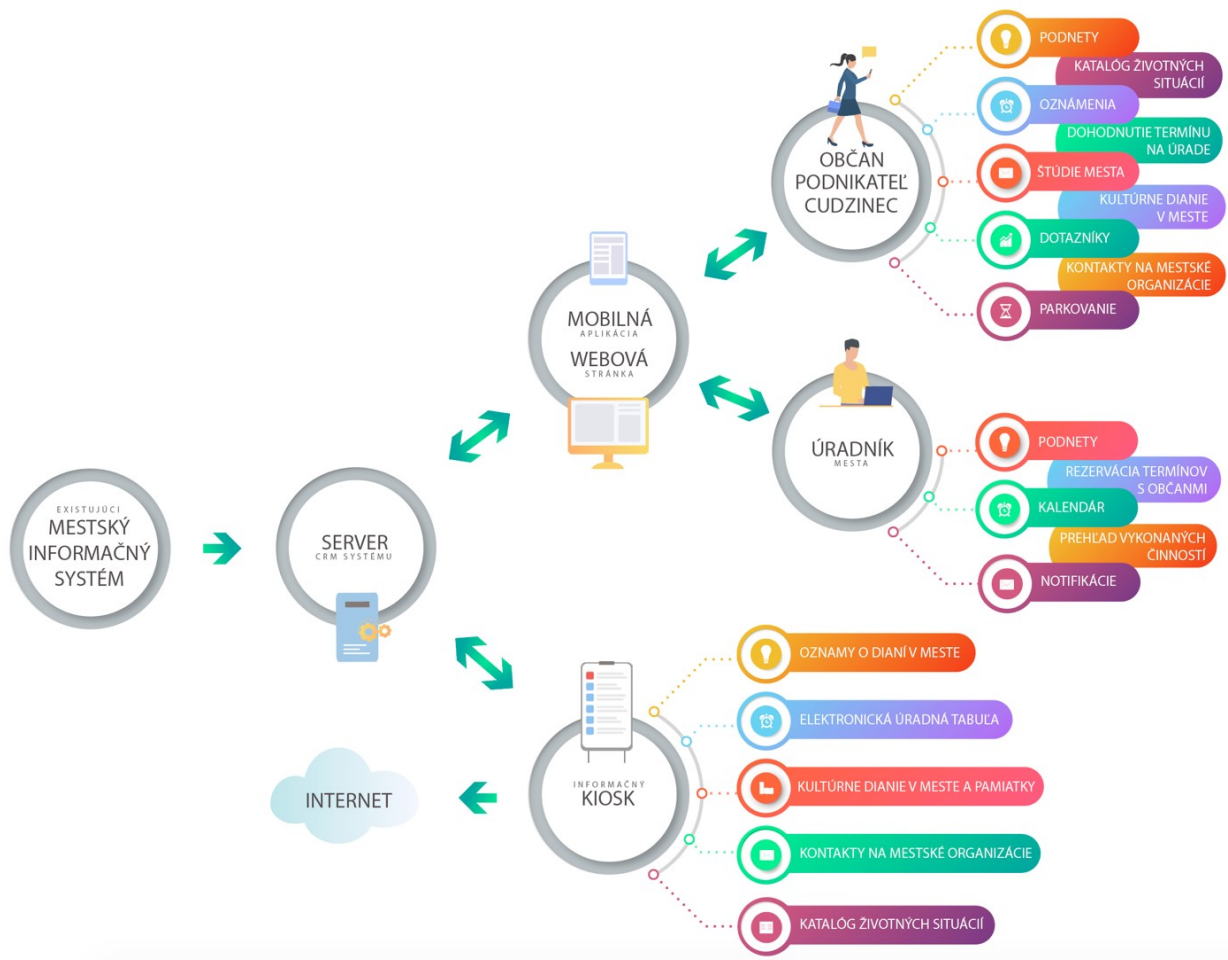 EXISTUJÚCI
MESTSKÝ
INFORMAČNÝ
SYSTÉM
SERVER
CRM SYSTÉMU
MOBILNÁ
APLIKÁCIA
WEBOVÁ
STRÁNKA
OBČAN
PODNIKATEĽ
CUDZINEC
PODNETY
KATALÓG ŽIVOTNÝCH
SITUÁCIÍ
OZNÁMENIA
DOHODNUTIE TERMÍNU
NA ÚRADE
ŠTÚDIE MESTA
KULTÚRNE DIANIE
V MESTE
DOTAZNÍKY
KONTAKTY NA MESTSKÉ
ORGANIZÁCIE
PARKOVANIE
ÚRADNÍK
MESTA
PODNETY
REZERVÁCIA TERMÍNOV
S OBČANMI
KALENDÁR
PREHĽAD VYKONANÝCH
ČINNOSTÍ
NOTIFIKÁCIE
INFORMAČNÝ
KIOSK
OZNAMY O DIANÍ V MESTE
ELEKTRONICKÁ ÚRADNÁ TABUĽA
KULTÚRNE DIANIE V MESTE A PAMIATKY
KONTAKTY NA MESTSKÉ ORGANIZÁCIE
KATALÓG ŽIVOTNÝCH SITUÁCIÍ
INTERNET